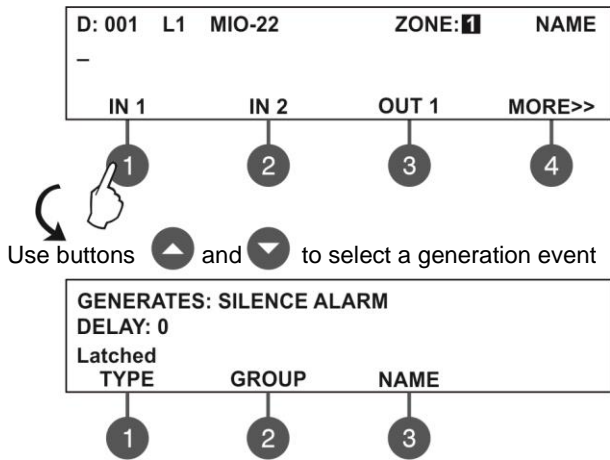 D: 001 L1 MIO-22 ZONE:1 NAME
–
IN 1 IN 2 OUT 1 MORE>>
1 2 3 4
Use buttons and to select a generation event
GENERATES: SILENCE ALARM
DELAY: 0
Latched
TYPE GROUP NAME
1 2 3